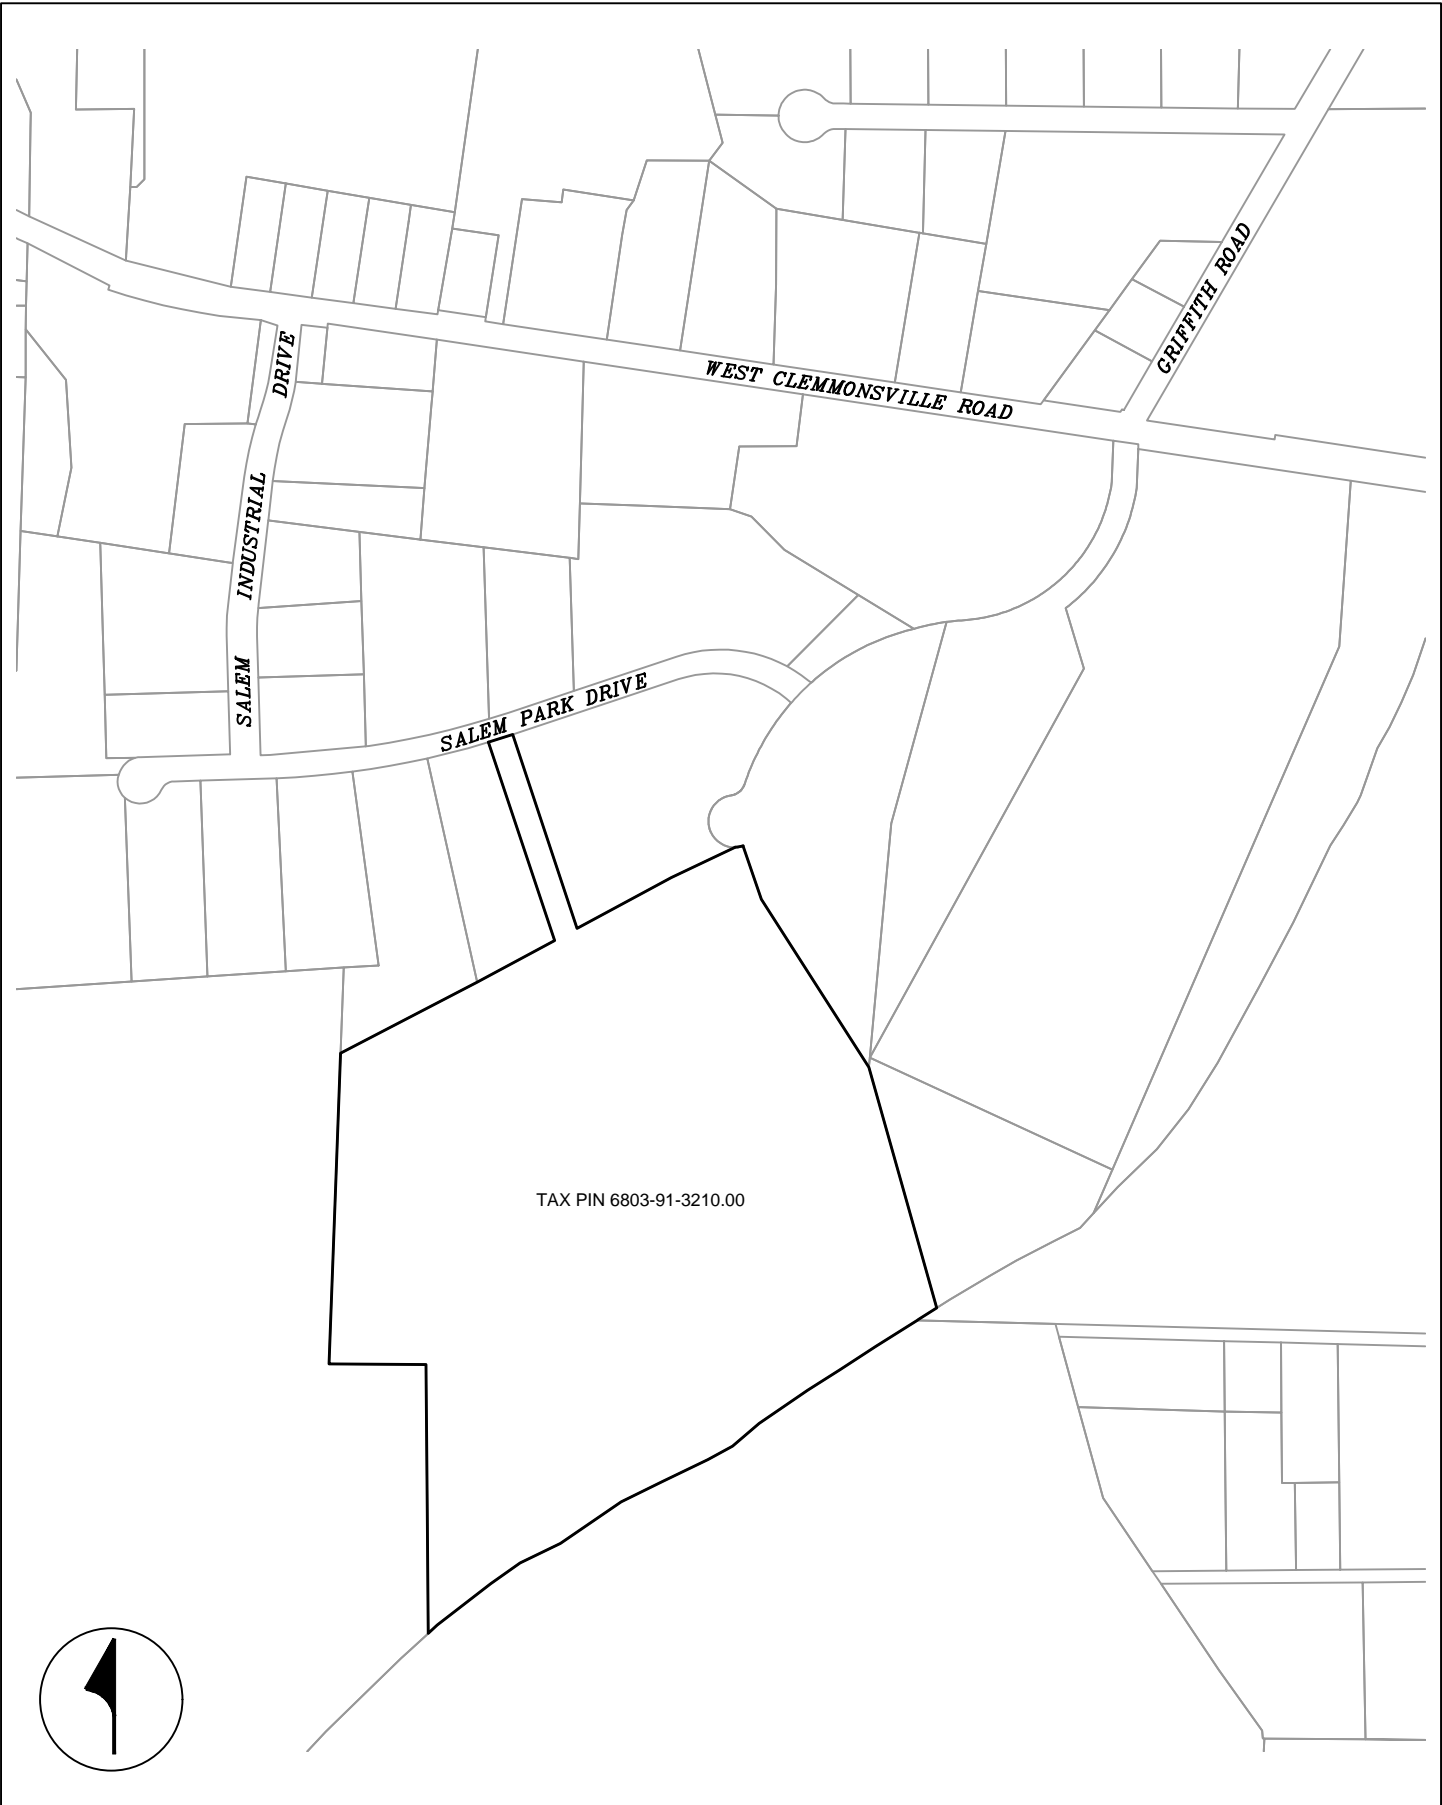 GRIFFITH ROAD
WEST CLEMMONSVILLE ROAD
SALEM INDUSTRIAL DRIVE
SALEM PARK DRIVE
TAX PIN 6803-91-3210.00